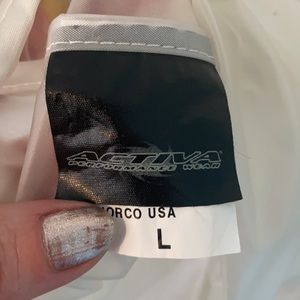 ACTIVA
PERFORMANCE WEAR
ORCO USA
L